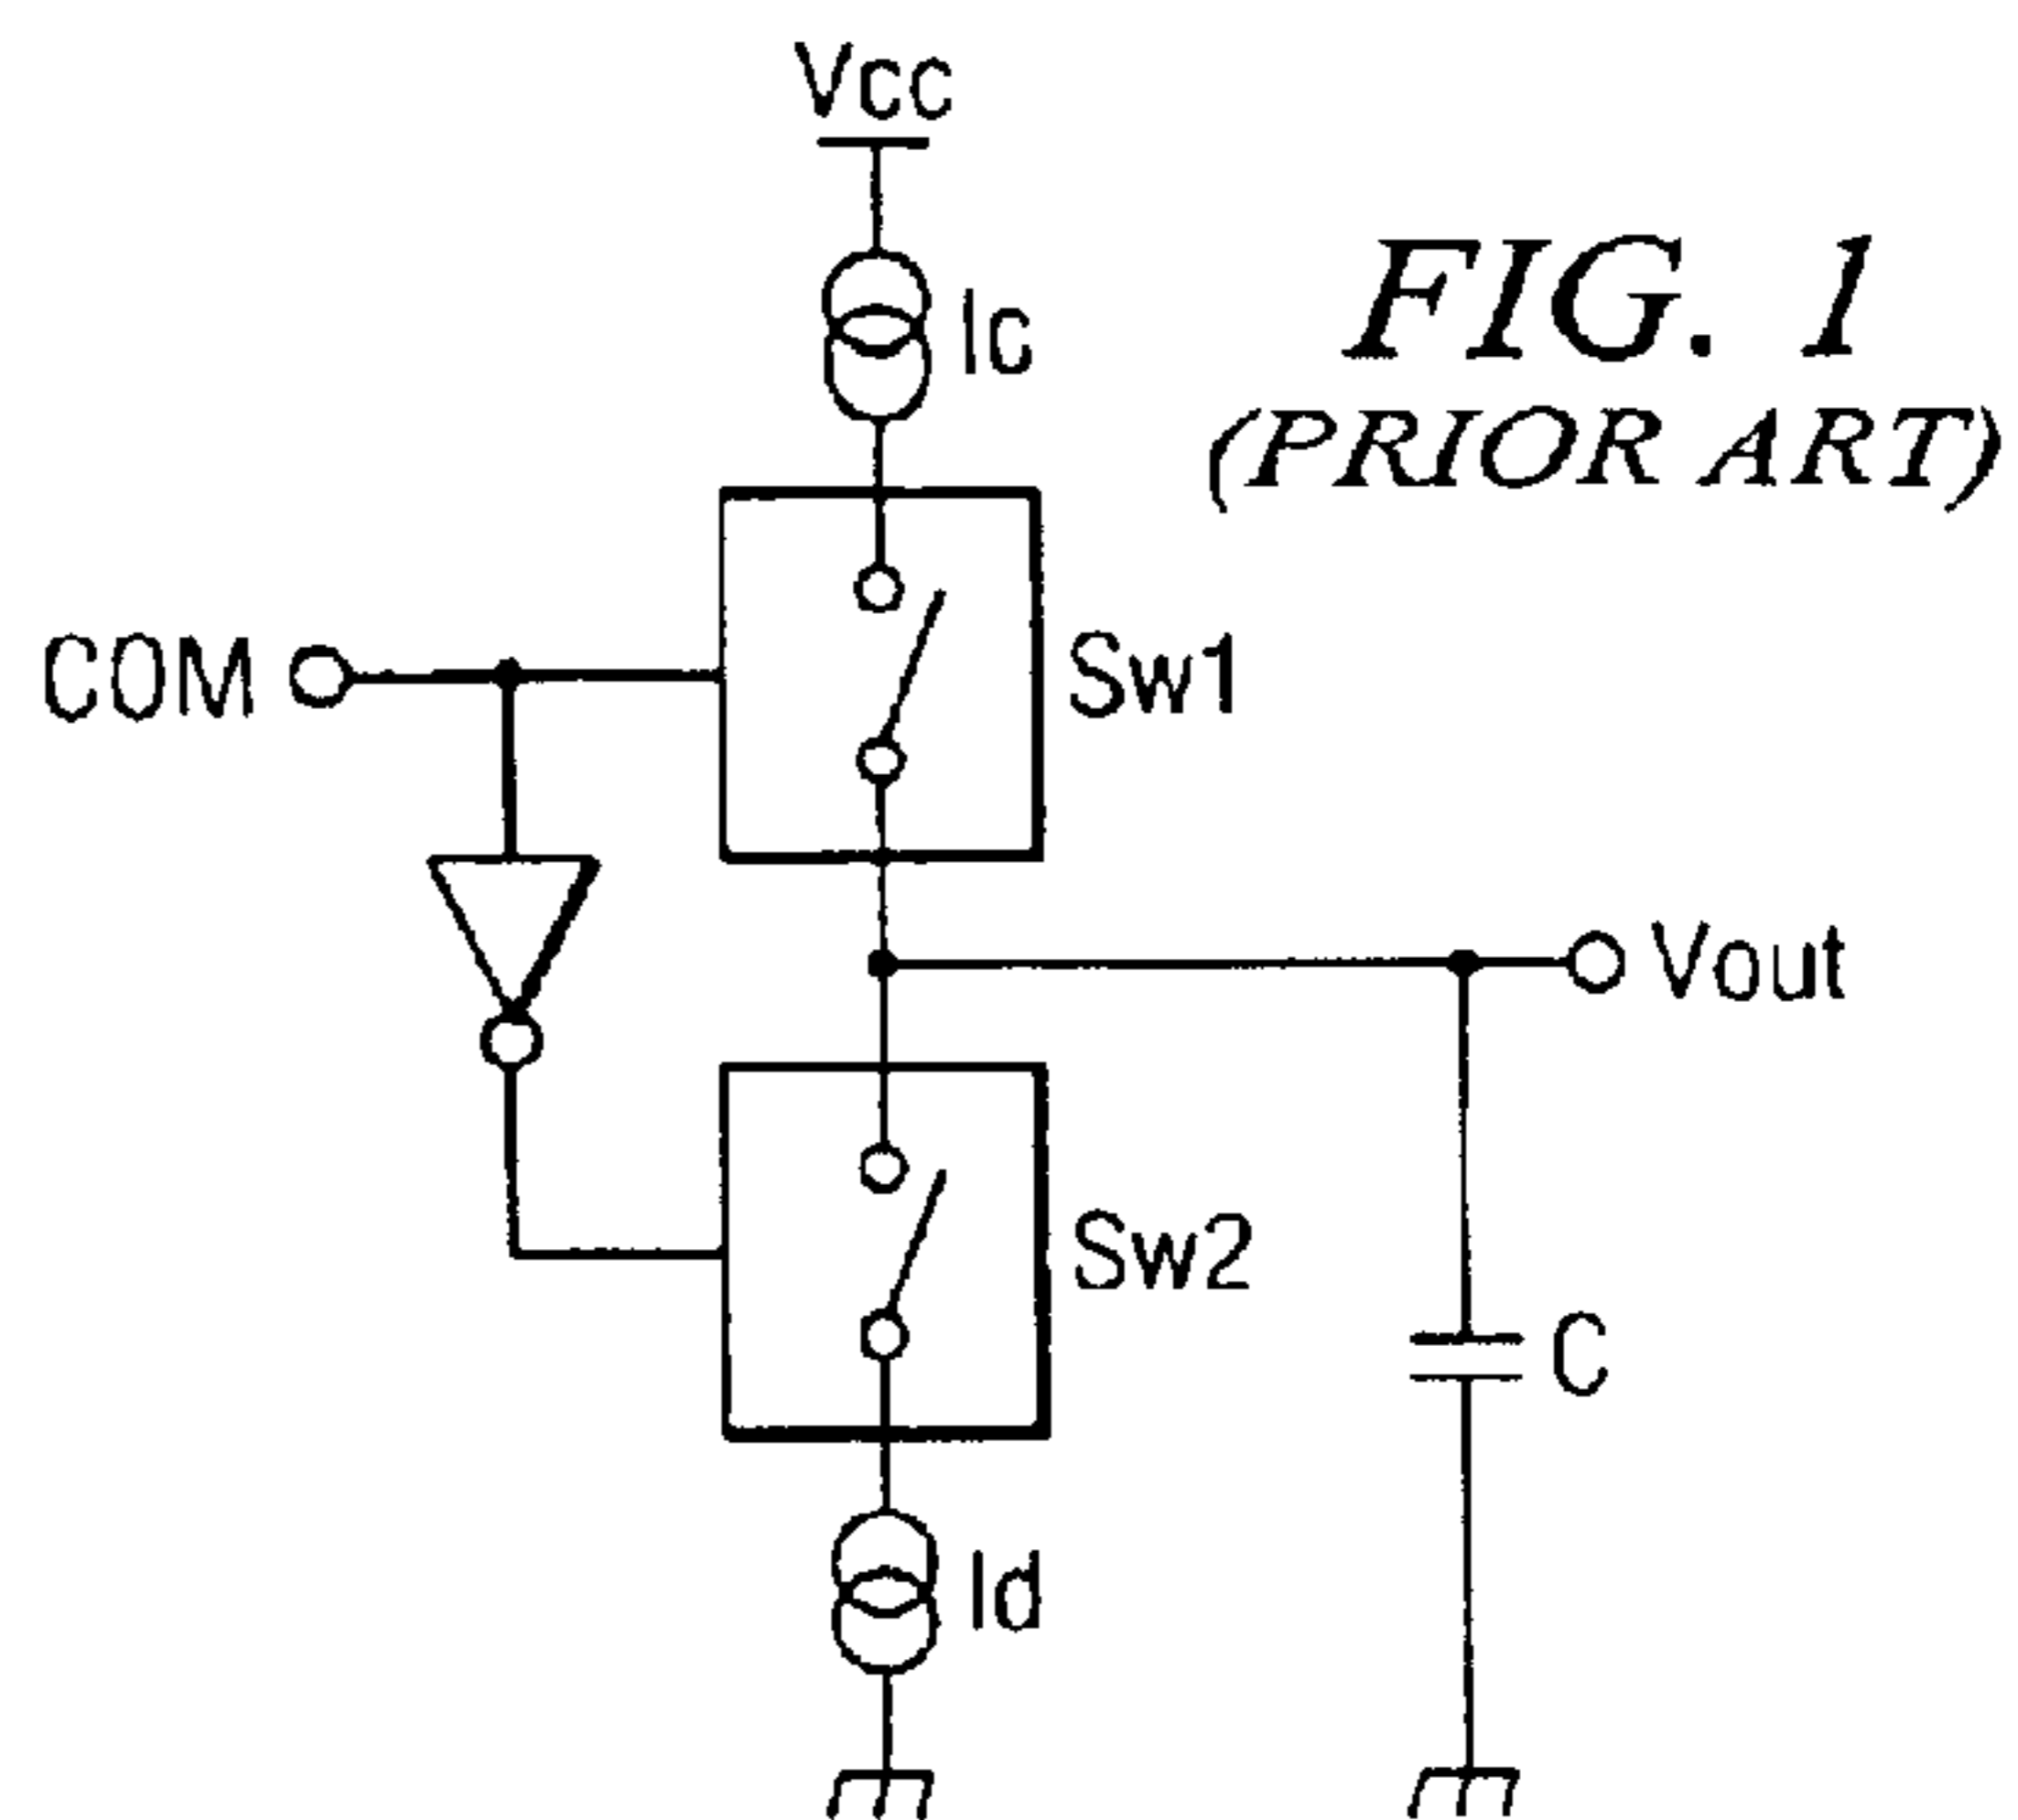 Vcc
Ic
FIG. 1
(PRIOR ART)
COM
Sw1
Vout
Sw2
C
Id